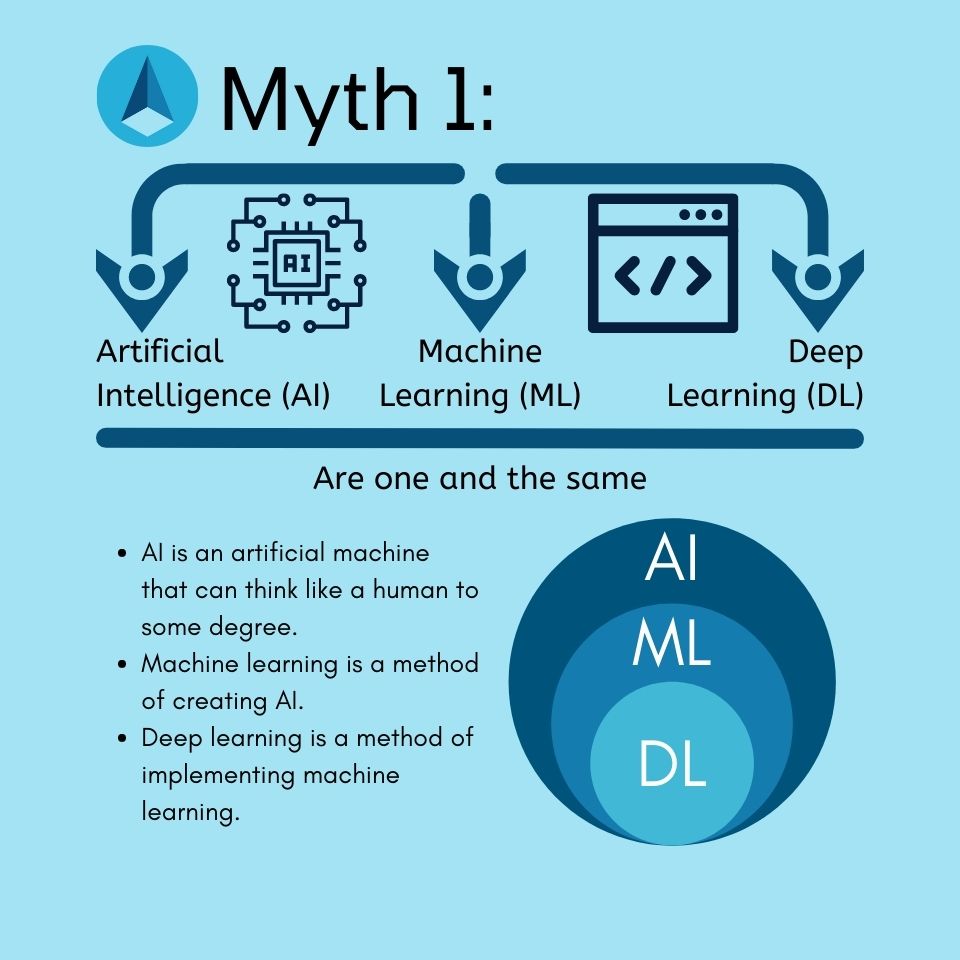 Myth 1:
AI
</>
Artificial
Intelligence (AI)
Machine
Learning (ML)
Deep
Learning (DL)
Are one and the same
• AI is an artificial machine
that can think like a human to
some degree.
• Machine learning is a method
of creating AI.
• Deep learning is a method of
implementing machine
learning.
AI
ML
DL